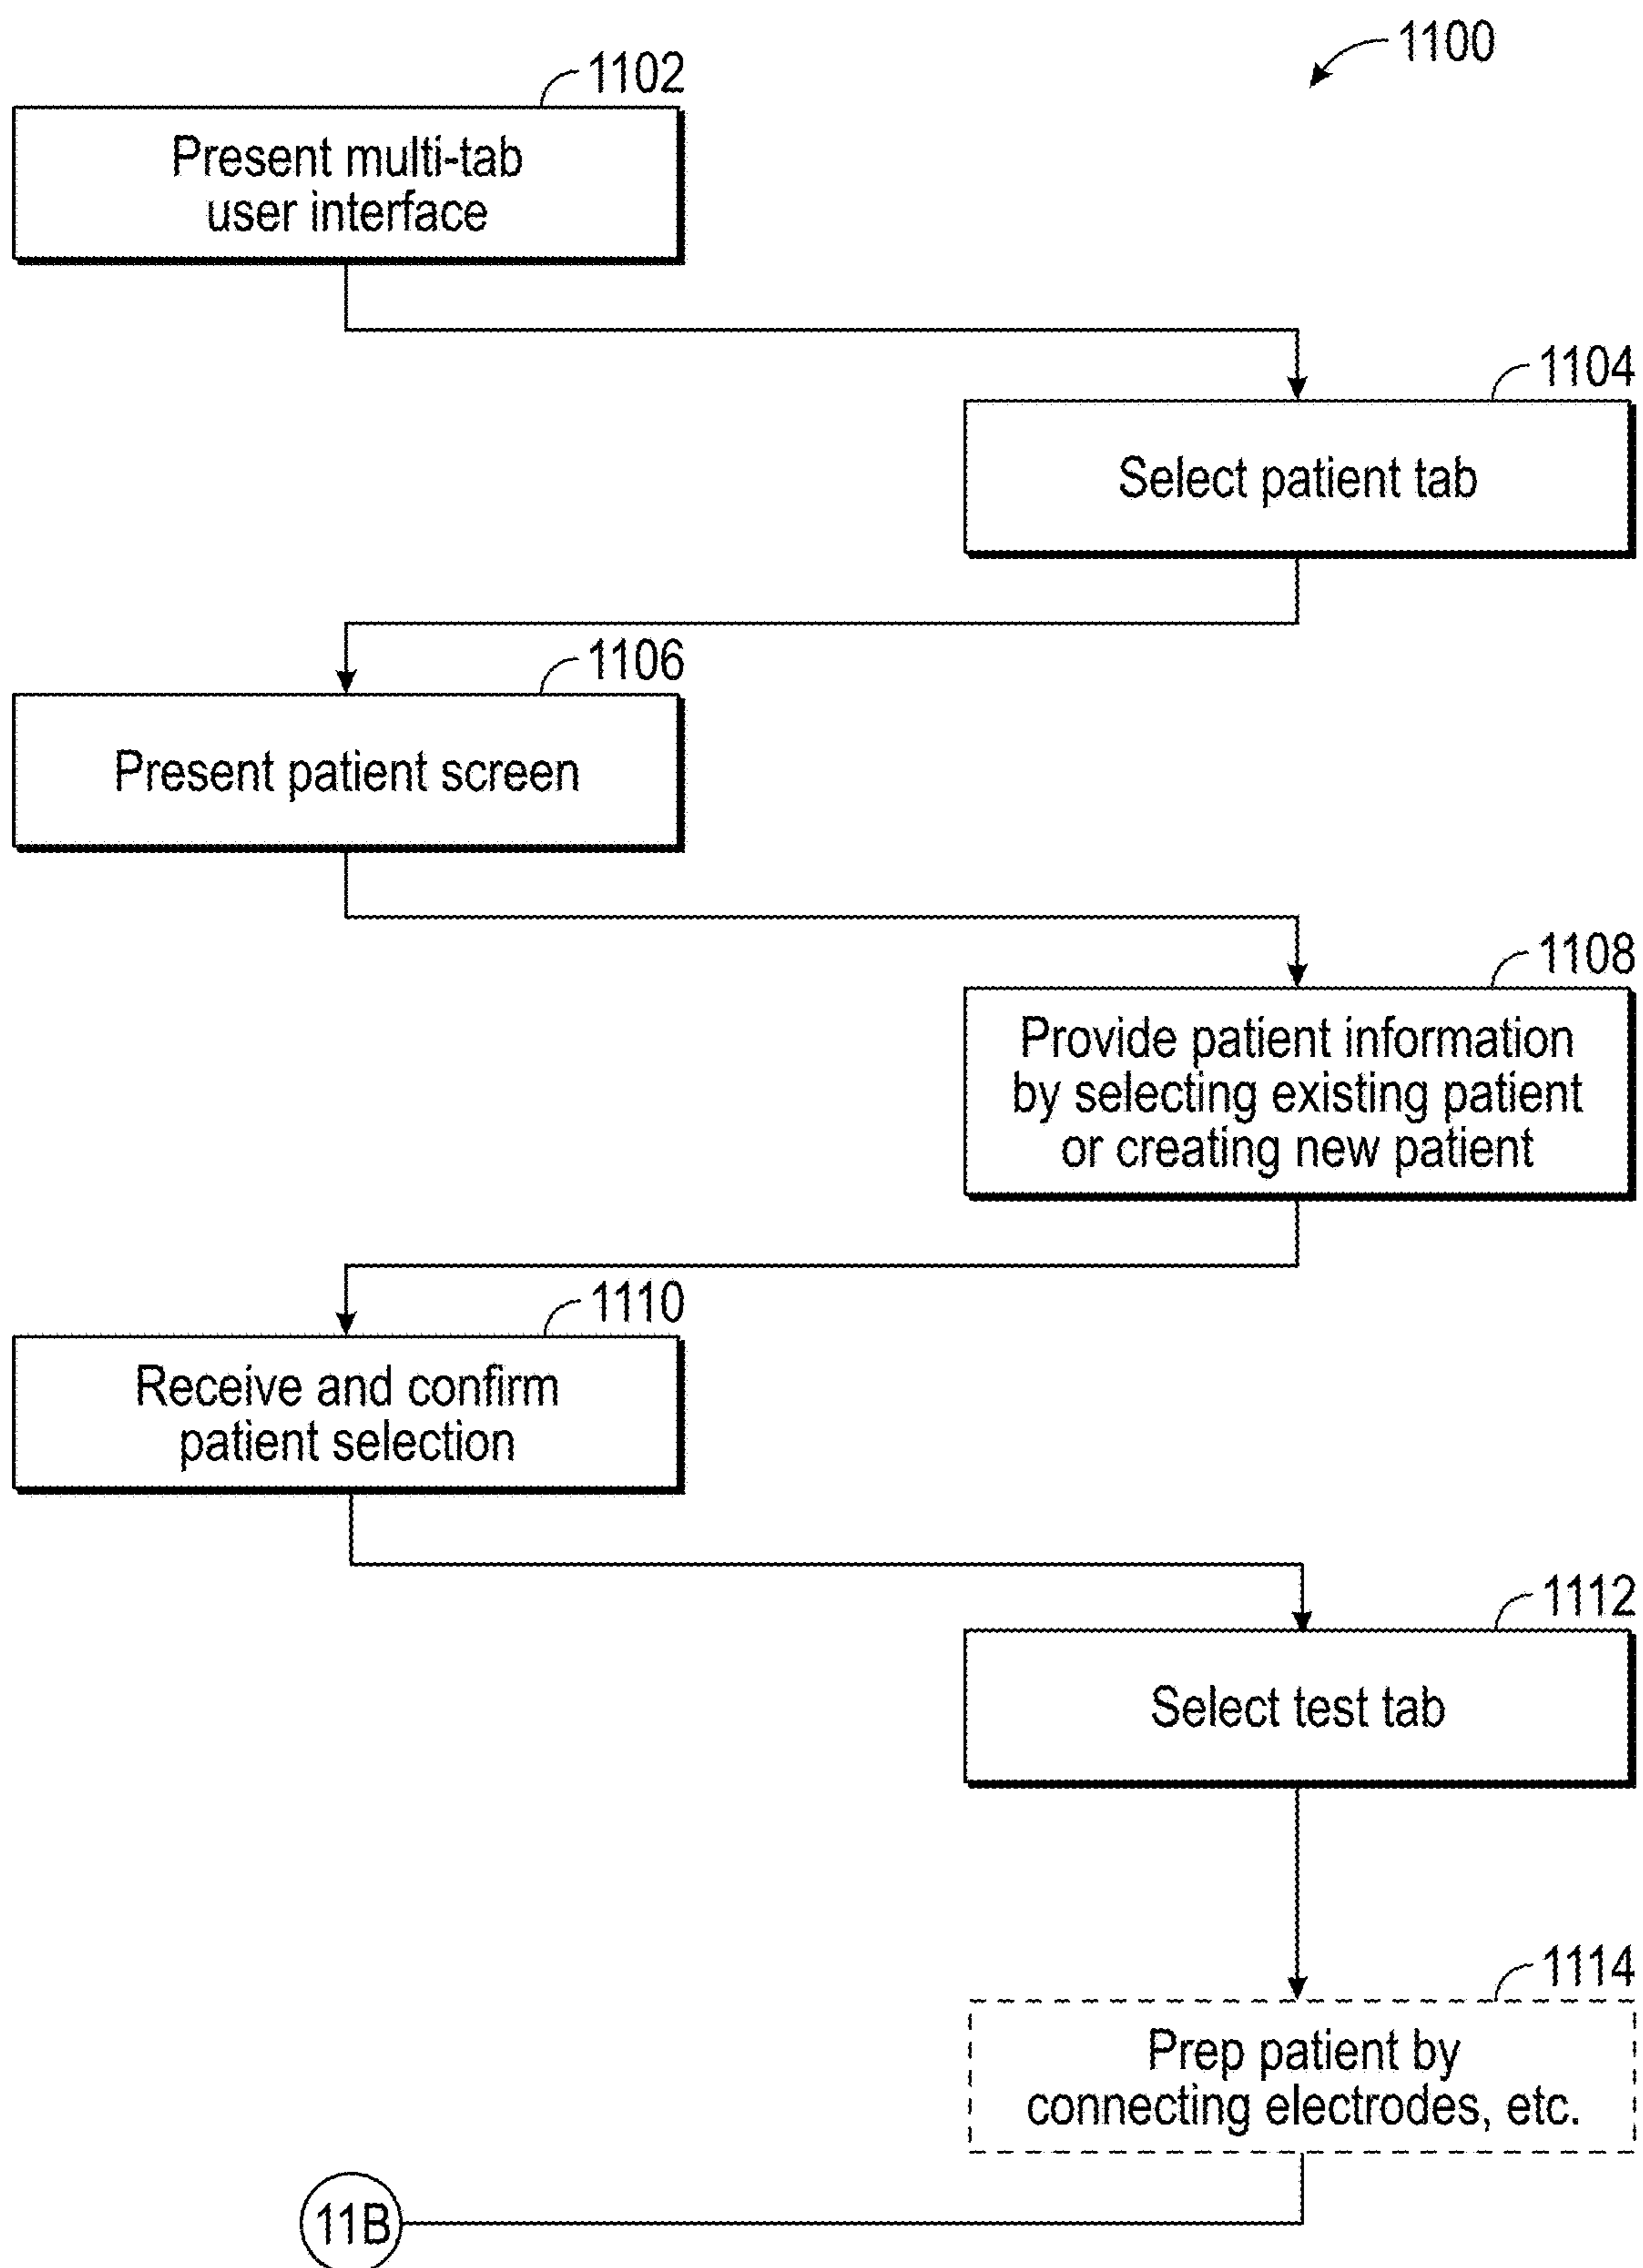 1100
1102
Present multi-tab
user interface
1104
Select patient tab
1106
Present patient screen
1108
Provide patient information
by selecting existing patient
or creating new patient
1110
Receive and confirm
patient selection
1112
Select test tab
1114
Prep patient by
connecting electrodes, etc.
11B